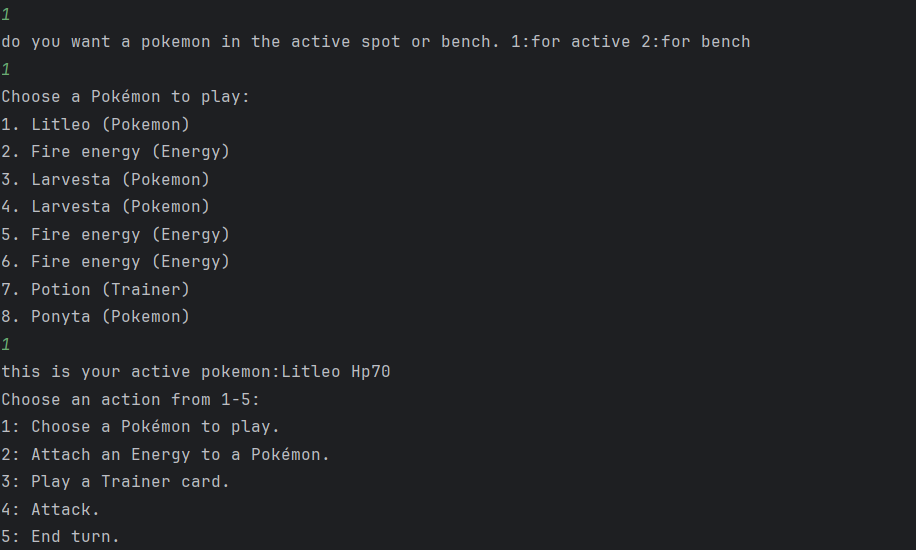 1
do you want a pokemon in the active spot or bench. 1:for active 2:for bench
1
Choose a Pokémon to play:
1. Litleo (Pokemon)
2. Fire energy (Energy)
3. Larvesta (Pokemon)
4. Larvesta (Pokemon)
5. Fire energy (Energy)
6. Fire energy (Energy)
7. Potion (Trainer)
8. Ponyta (Pokemon)
1
this is your active pokemon:Litleo Hp70
Choose an action from 1-5:
1: Choose a Pokémon to play.
2: Attach an Energy to a Pokémon.
3: Play a Trainer card.
4: Attack.
5: End turn.